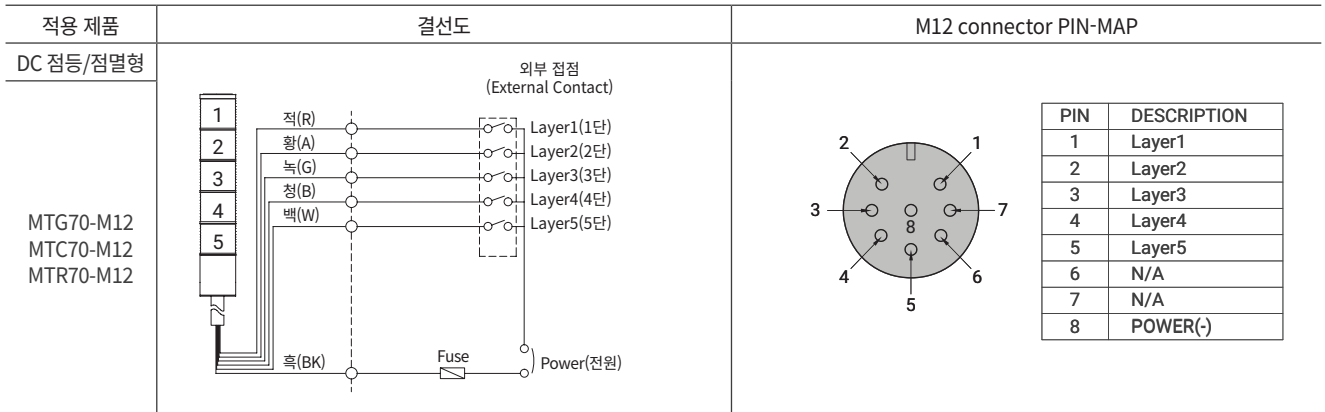 적용 제품
결선도
M12 connector PIN-MAP
DC 점등/점멸형
MTG70-M12
MTC70-M12
MTR70-M12
외부 접점
(External Contact)
1
2
3
4
5
적(R)
황(A)
녹(G)
청(B)
백(W)
Layer1(1단)
Layer2(2단)
Layer3(3단)
Layer4(4단)
Layer5(5단)
흑(BK)
Fuse
Power(전원)
2
1
3
8
7
4
6
5
PIN DESCRIPTION
1 Layer1
2 Layer2
3 Layer3
4 Layer4
5 Layer5
6 N/A
7 N/A
8 POWER(-)